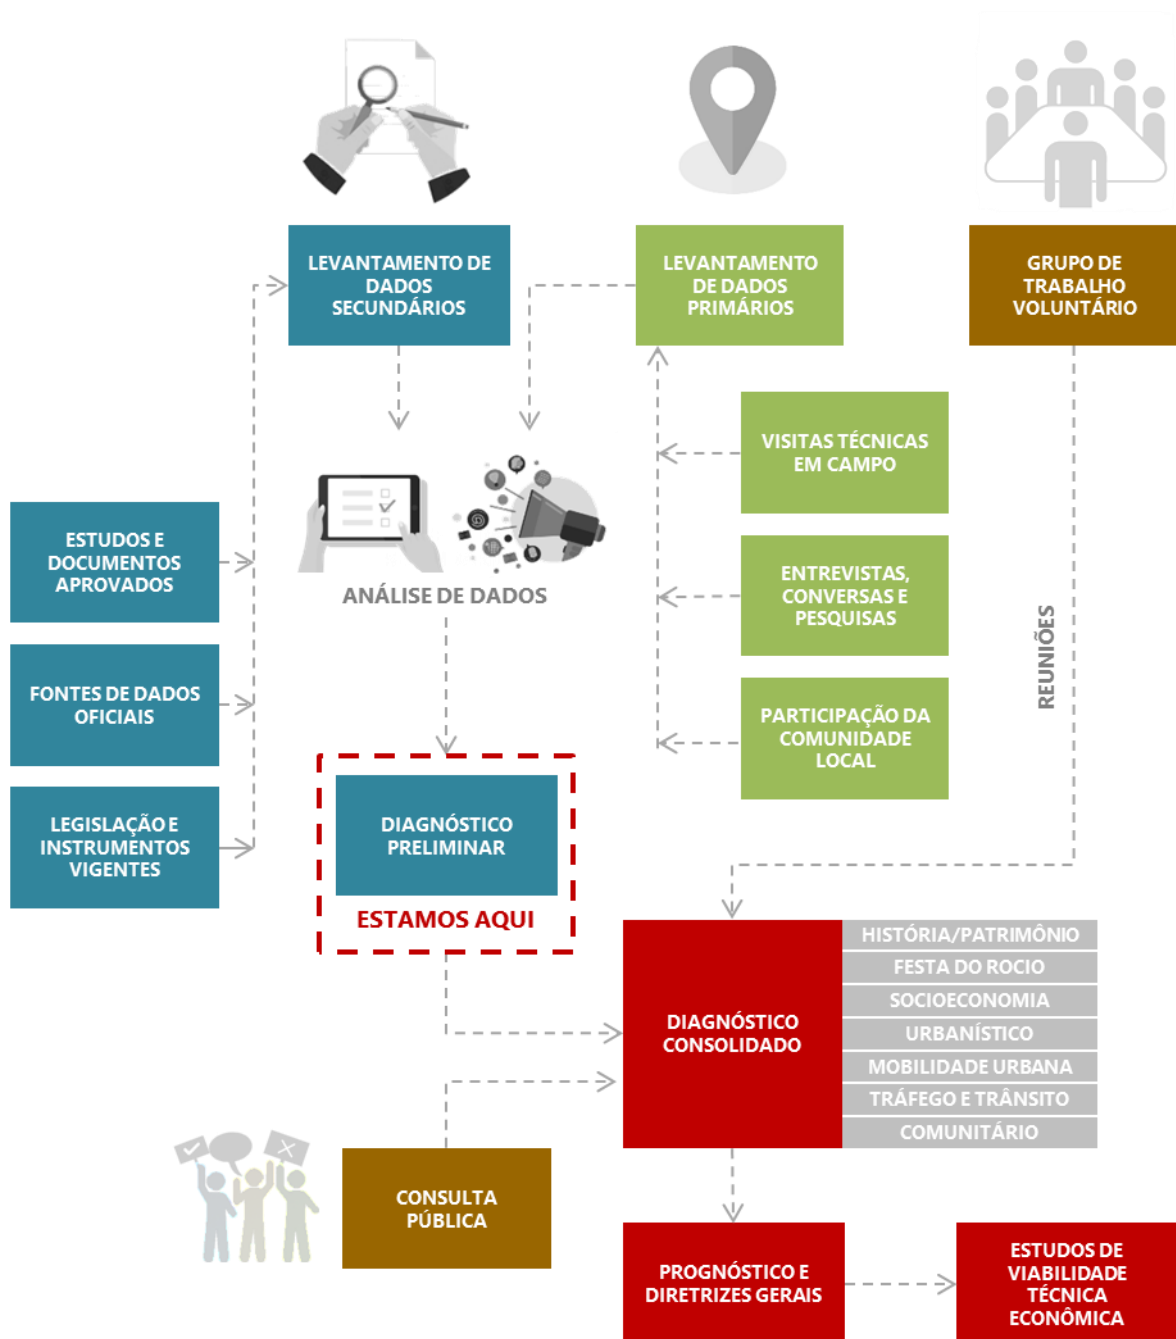 LEVANTAMENTO DE
DADOS
SECUNDÁRIOS
LEVANTAMENTO
DE DADOS
PRIMÁRIOS
GRUPO DE
TRABALHO
VOLUNTÁRIO
VISITAS TÉCNICAS
EM CAMPO
ESTUDOS E
DOCUMENTOS
APROVADOS
ANÁLISE DE DADOS
ENTREVISTAS,
CONVERSAS E
PESQUISAS
REUNIÕES
FONTES DE DADOS
OFICIAIS
PARTICIPAÇÃO DA
COMUNIDADE
LOCAL
LEGISLAÇÃO E
INSTRUMENTOS
VIGENTES
DIAGNÓSTICO
PRELIMINAR
ESTAMOS AQUI
DIAGNÓSTICO
CONSOLIDADO
HISTÓRIA/PATRIMÔNIO
FESTA DO ROCIO
SOCIOECONOMIA
URBANÍSTICO
MOBILIDADE URBANA
TRÁFEGO E TRÂNSITO
COMUNITÁRIO
CONSULTA
PÚBLICA
PROGNÓSTICO E
DIRETRIZES GERAIS
ESTUDOS DE
VIABILIDADE
TÉCNICA
ECONÔMICA